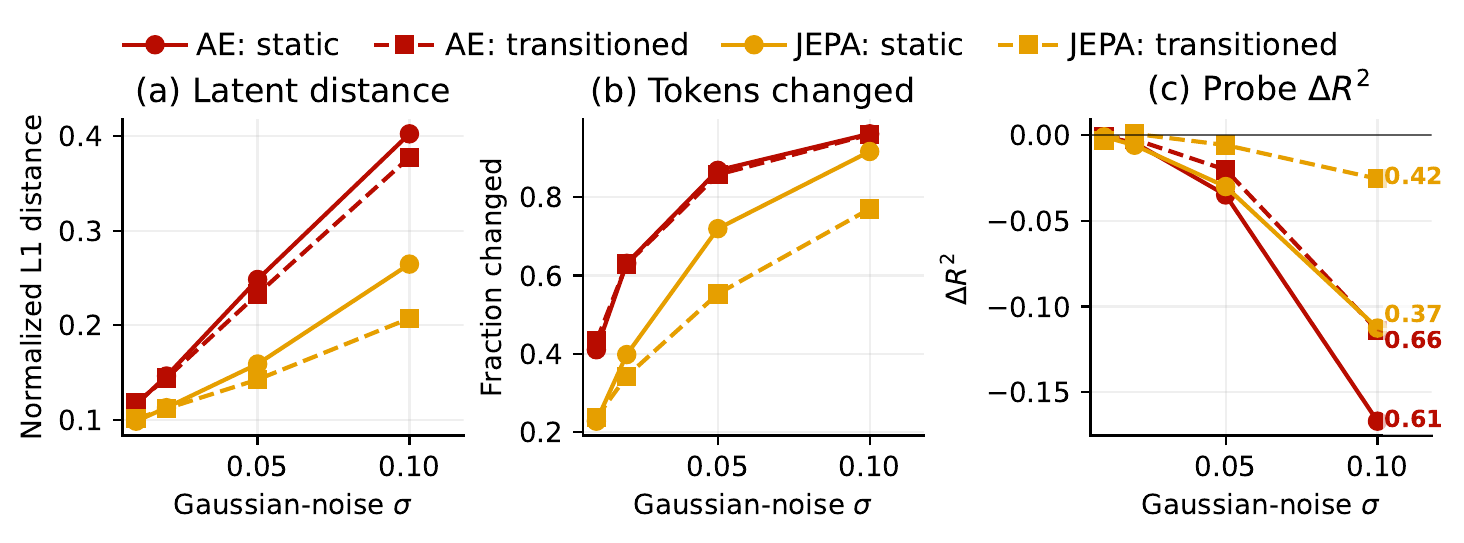 AE: static AE: transitioned JEPA: static JEPA: transitioned
(a) Latent distance
Normalized L1 distance
0.4
0.3
0.2
0.1
0.05 0.10
Gaussian-noise σ
(b) Tokens changed
Fraction changed
0.8
0.6
0.4
0.2
0.05 0.10
Gaussian-noise σ
(c) Probe ΔR²
ΔR²
0.00
−0.05
−0.10
−0.15
0.42
0.37
0.66
0.61
0.05 0.10
Gaussian-noise σ